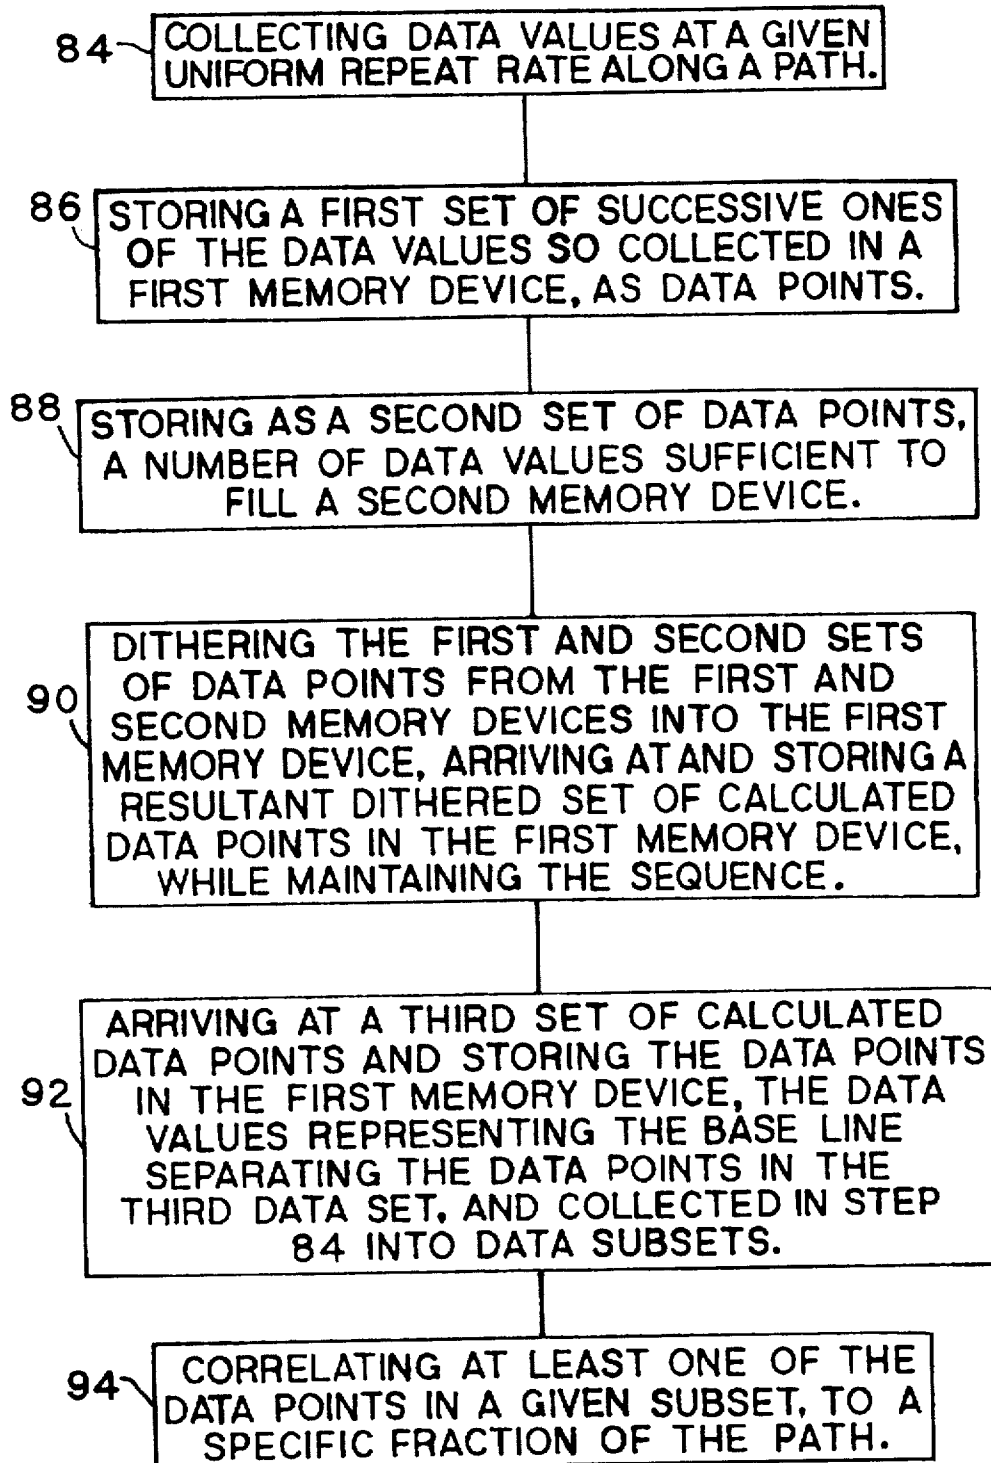 84
COLLECTING DATA VALUES AT A GIVEN
UNIFORM REPEAT RATE ALONG A PATH.
86
STORING A FIRST SET OF SUCCESSIVE ONES
OF THE DATA VALUES SO COLLECTED IN A
FIRST MEMORY DEVICE, AS DATA POINTS.
88
STORING AS A SECOND SET OF DATA POINTS,
A NUMBER OF DATA VALUES SUFFICIENT TO
FILL A SECOND MEMORY DEVICE.
90
DITHERING THE FIRST AND SECOND SETS
OF DATA POINTS FROM THE FIRST AND
SECOND MEMORY DEVICES INTO THE FIRST
MEMORY DEVICE, ARRIVING AT AND STORING A
RESULTANT DITHERED SET OF CALCULATED
DATA POINTS IN THE FIRST MEMORY DEVICE,
WHILE MAINTAINING THE SEQUENCE.
92
ARRIVING AT A THIRD SET OF CALCULATED
DATA POINTS AND STORING THE DATA POINTS
IN THE FIRST MEMORY DEVICE, THE DATA
VALUES REPRESENTING THE BASE LINE
SEPARATING THE DATA POINTS IN THE
THIRD DATA SET, AND COLLECTED IN STEP
84 INTO DATA SUBSETS.
94
CORRELATING AT LEAST ONE OF THE
DATA POINTS IN A GIVEN SUBSET, TO A
SPECIFIC FRACTION OF THE PATH.